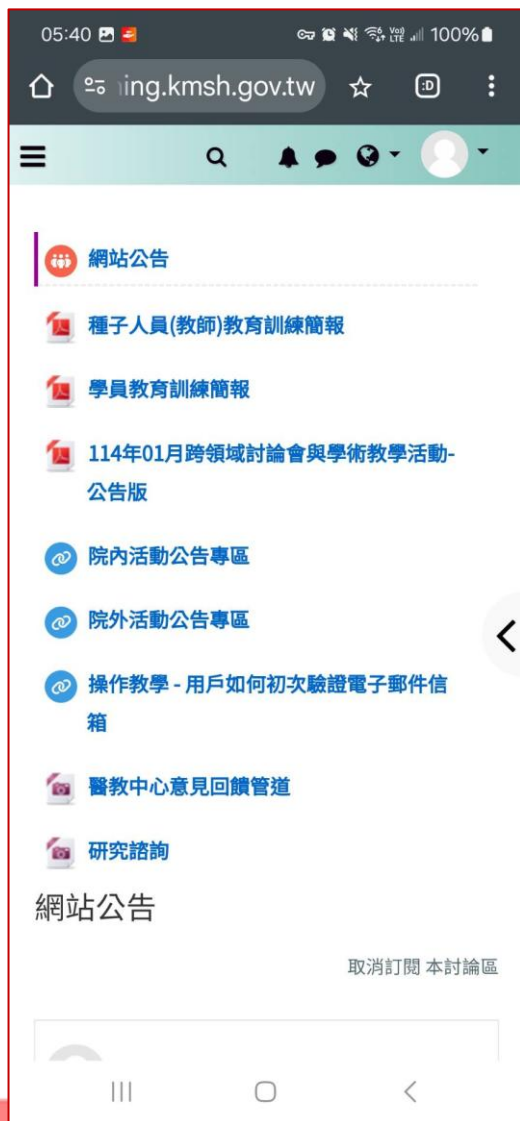 05:40
Vo)) LTE 100%
ing.kmsh.gov.tw
網站公告
種子人員(教師)教育訓練簡報
學員教育訓練簡報
114年01月跨領域討論會與學術教學活動-
公告版
院內活動公告專區
院外活動公告專區
操作教學 - 用戶如何初次驗證電子郵件信
箱
醫教中心意見回饋管道
研究諮詢
網站公告
取消訂閱 本討論區